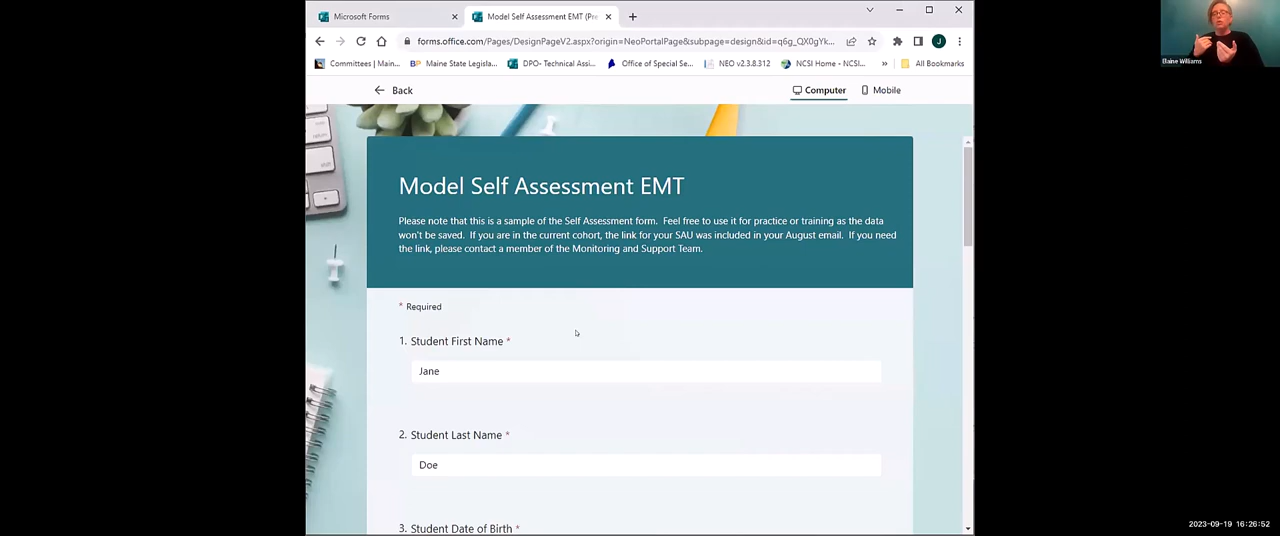 Microsoft Forms
Model Self Assessment EMT (Pre
forms.office.com/Pages/DesignPageV2.aspx?origin=NeoPortalPage&subpage=design&id=q6g_QX0gYk...
Committees | Main... Maine State Legisla... DPO- Technical Assi... Office of Special Se... NEO v2.3.8.312 NCSI Home - NCSI... » All Bookmarks
Back
Computer
Mobile
Model Self Assessment EMT
Please note that this is a sample of the Self Assessment form. Feel free to use it for practice or training as the data
won't be saved. If you are in the current cohort, the link for your SAU was included in your August email. If you need
the link, please contact a member of the Monitoring and Support Team.
* Required
1. Student First Name *
Jane
2. Student Last Name *
Doe
3. Student Date of Birth *
Elaine Williams
2023-09-19 16:26:52